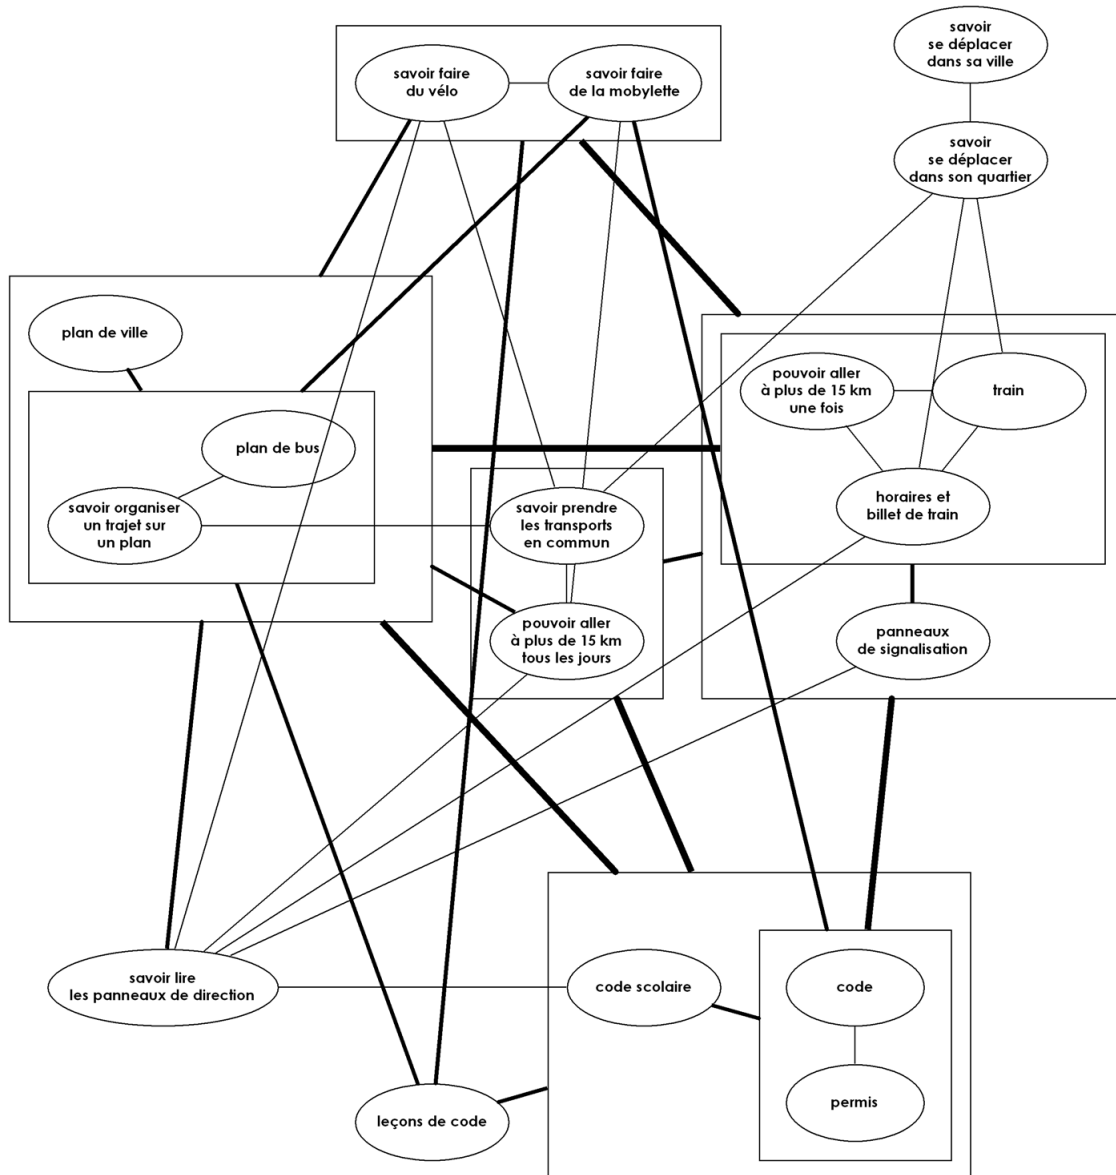 savoir
se déplacer
dans sa ville
savoir faire
du vélo
savoir faire
de la mobylette
savoir
se déplacer
dans son quartier
plan de ville
pouvoir aller
à plus de 15 km
une fois
train
plan de bus
savoir organiser
un trajet sur
un plan
savoir prendre
les transports
en commun
horaires et
billet de train
pouvoir aller
à plus de 15 km
tous les jours
panneaux
de signalisation
savoir lire
les panneaux de direction
code scolaire
code
leçons de code
permis